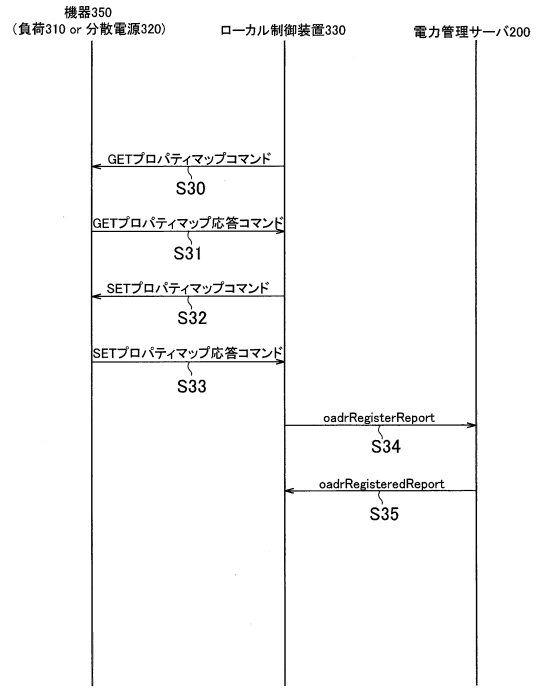 機器350
(負荷310 or 分散電源320)
ローカル制御装置330
電力管理サーバ200
GETプロパティマップコマンド
S30
GETプロパティマップ応答コマンド
S31
SETプロパティマップコマンド
S32
SETプロパティマップ応答コマンド
S33
oadrRegisterReport
S34
oadrRegisteredReport
S35